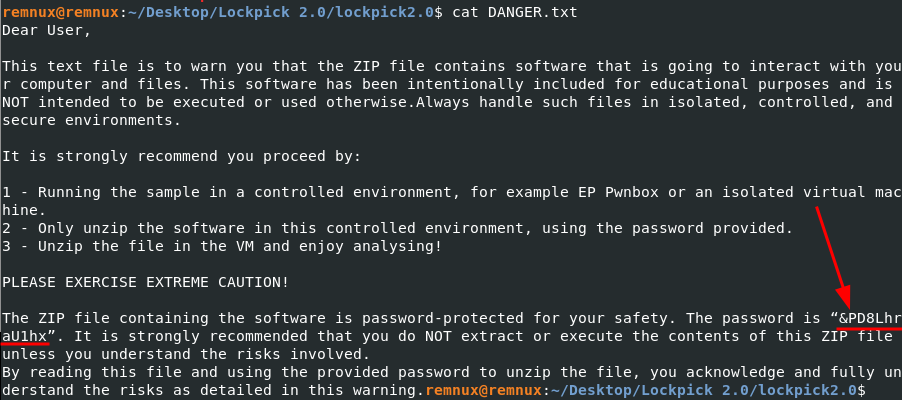 remnux@remnux:~/Desktop/Lockpick 2.0/lockpick2.0$ cat DANGER.txt
Dear User,
This text file is to warn you that the ZIP file contains software that is going to interact with you
r computer and files. This software has been intentionally included for educational purposes and is
NOT intended to be executed or used otherwise.Always handle such files in isolated, controlled, and
secure environments.
It is strongly recommend you proceed by:
1 - Running the sample in a controlled environment, for example EP Pwnbox or an isolated virtual mac
hine.
2 - Only unzip the software in this controlled environment, using the password provided.
3 - Unzip the file in the VM and enjoy analysing!
PLEASE EXERCISE EXTREME CAUTION!
The ZIP file containing the software is password-protected for your safety. The password is “&PD8Lhr
aU1hx”. It is strongly recommended that you do NOT extract or execute the contents of this ZIP file
unless you understand the risks involved.
By reading this file and using the provided password to unzip the file, you acknowledge and fully un
derstand the risks as detailed in this warning.remnux@remnux:~/Desktop/Lockpick 2.0/lockpick2.0$